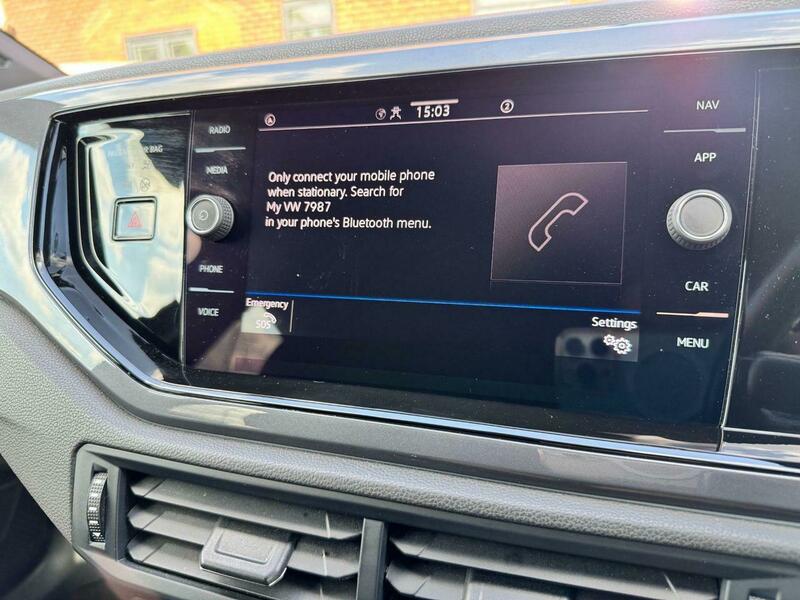 15:03
2
RADIO
MEDIA
PHONE
VOICE
Only connect your mobile phone
when stationary. Search for
My VW 7987
in your phone's Bluetooth menu.
Emergency
SOS
Settings
NAV
APP
CAR
MENU